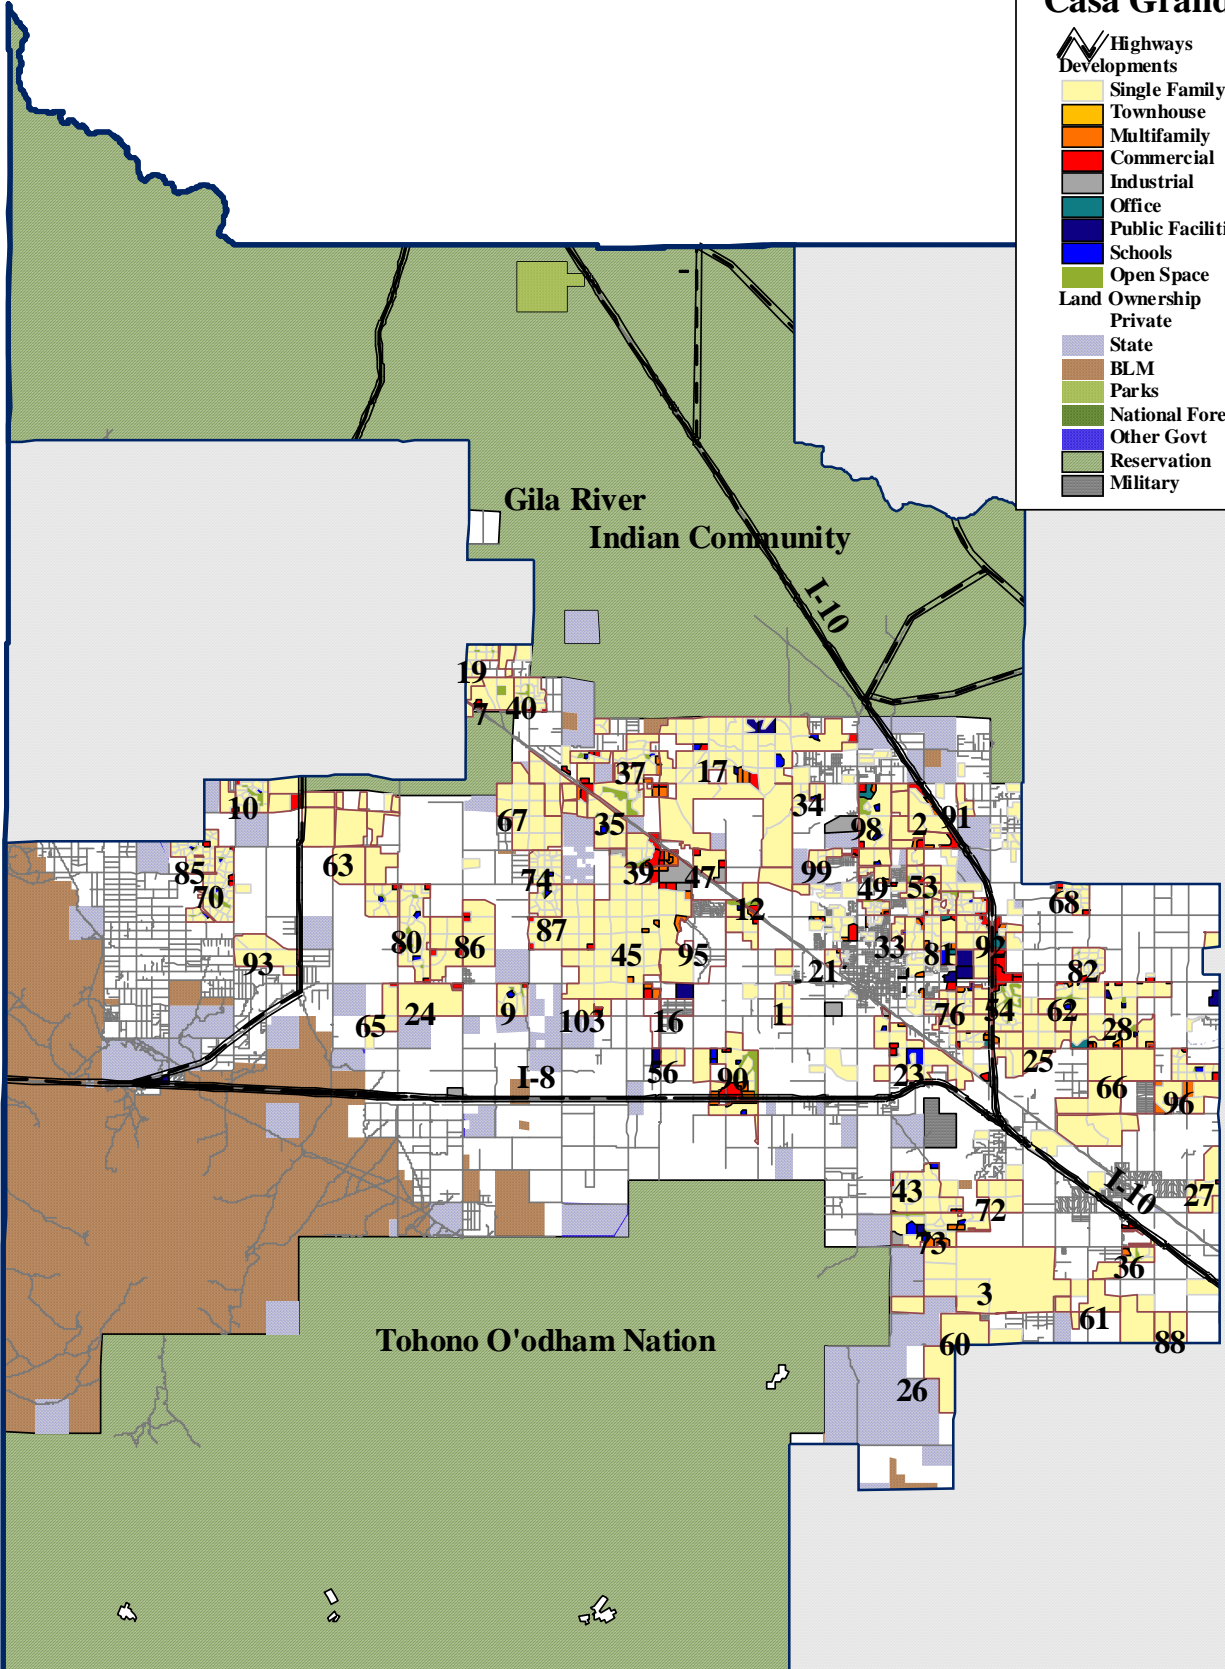 Casa Grand
Highways
Developments
Single Family
Townhouse
Multifamily
Commercial
Industrial
Office
Public Faciliti
Schools
Open Space
Land Ownership
Private
State
BLM
Parks
National Fore
Other Govt
Reservation
Military
Gila River
Indian Community
I-10
19
7
40
37
17
10
67
35
34
98
2
91
85
63
74
39
47
99
49
53
70
68
12
80
86
87
45
95
33
81
92
93
21
82
65
24
9
103
16
1
76
54
62
28
56
90
23
25
I-8
66
96
43
72
I-10
27
73
36
3
61
60
88
Tohono O'odham Nation
26